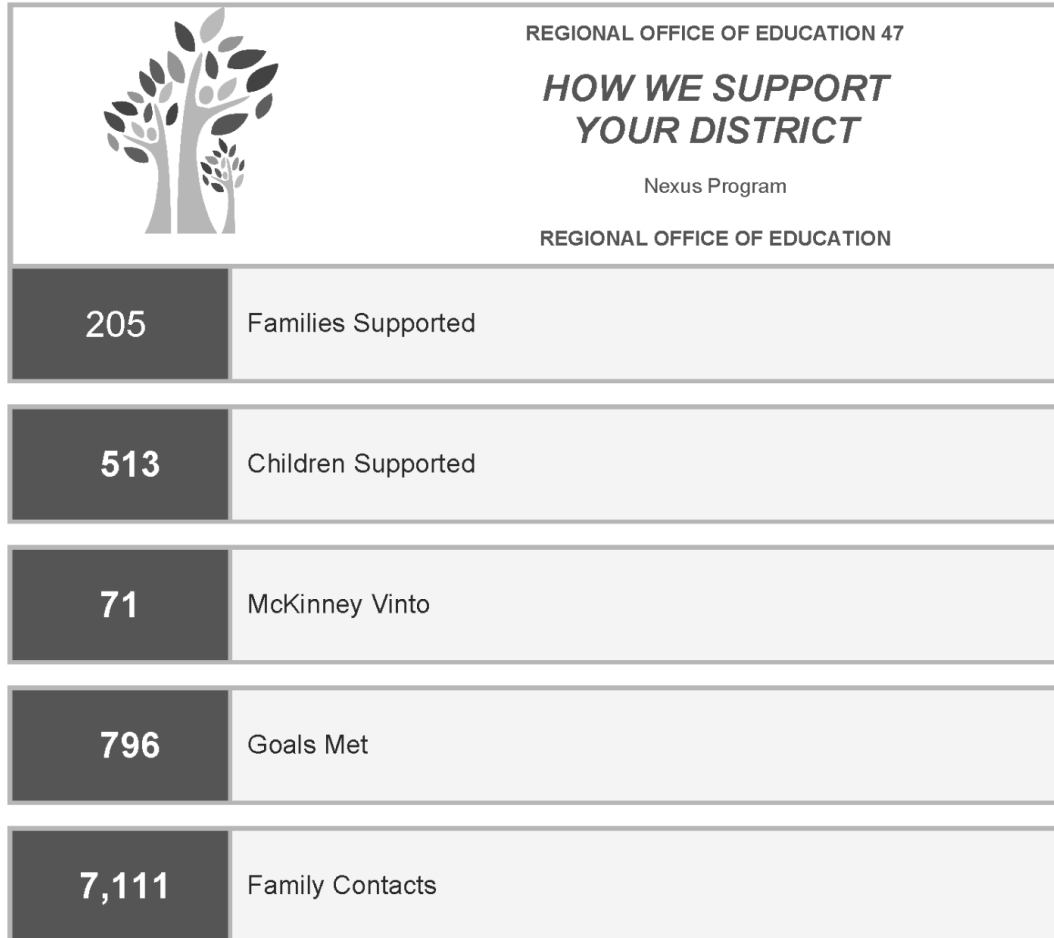 REGIONAL OFFICE OF EDUCATION 47
HOW WE SUPPORT
YOUR DISTRICT
Nexus Program
REGIONAL OFFICE OF EDUCATION
205 Families Supported
513 Children Supported
71 McKinney Vinto
796 Goals Met
7,111 Family Contacts